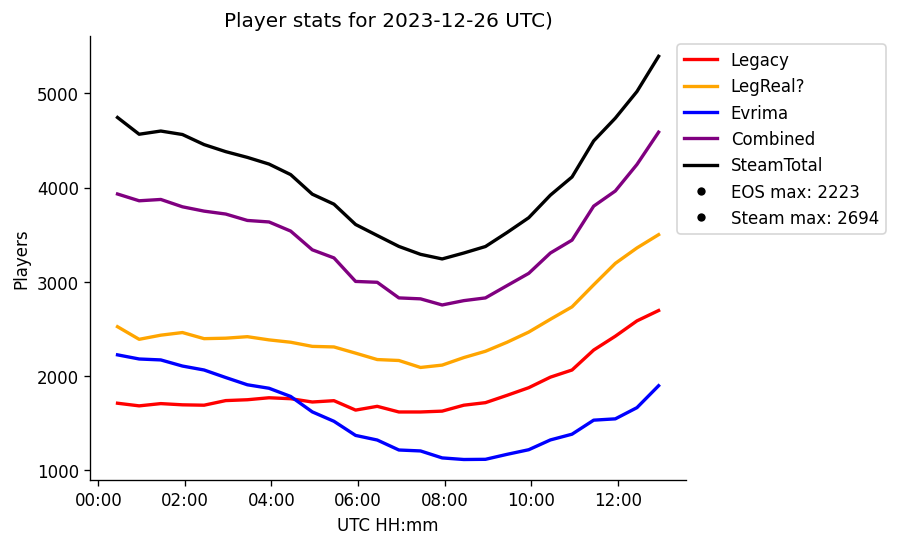 Player stats for 2023-12-26 UTC)
Legacy
LegReal?
Evrima
Combined
SteamTotal
EOS max: 2223
Steam max: 2694
Players
5000
4000
3000
2000
1000
00:00 02:00 04:00 06:00 08:00 10:00 12:00
UTC HH:mm